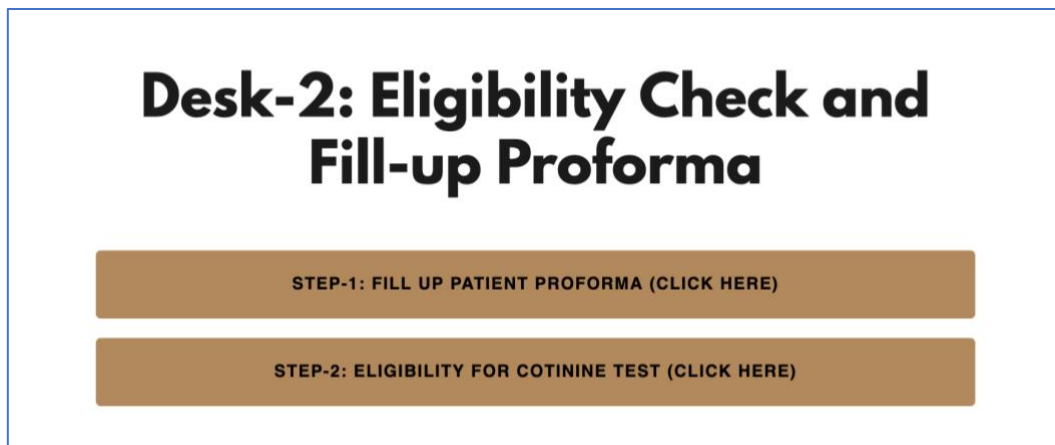 Desk-2: Eligibility Check and
Fill-up Proforma
STEP-1: FILL UP PATIENT PROFORMA (CLICK HERE)
STEP-2: ELIGIBILITY FOR COTININE TEST (CLICK HERE)